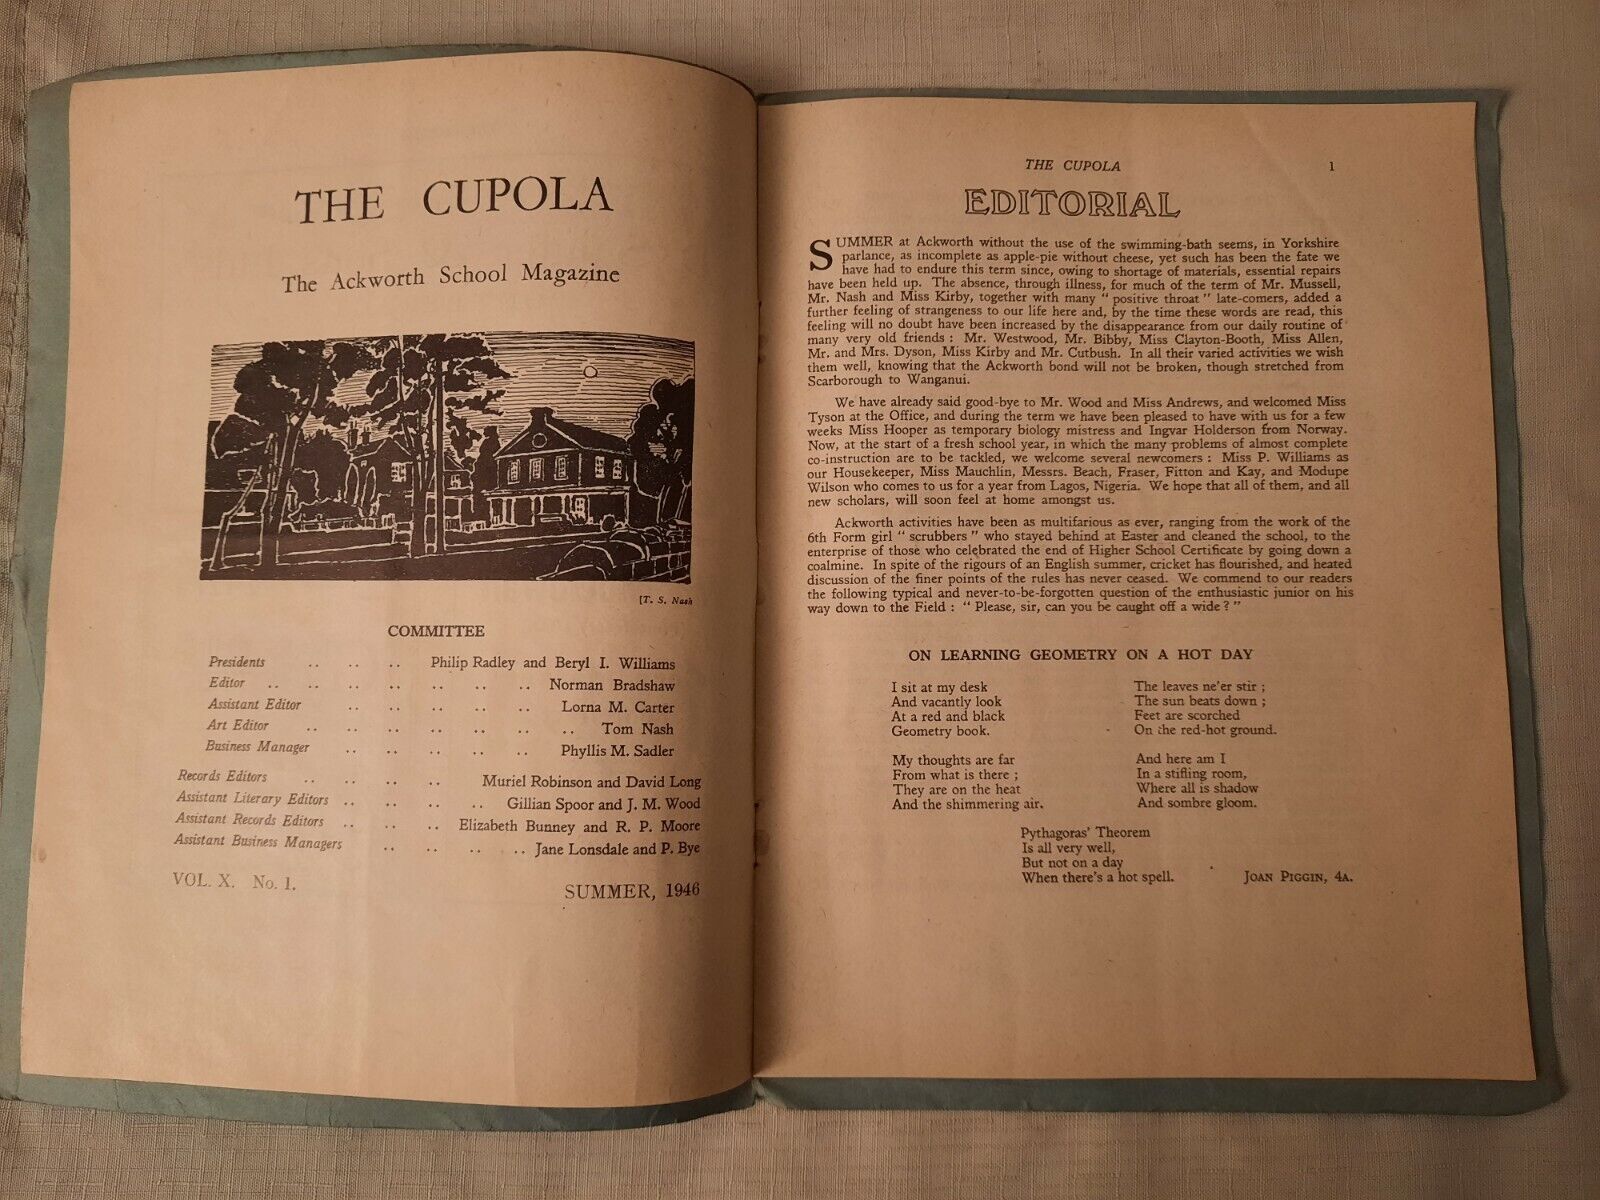 THE CUPOLA
The Ackworth School Magazine
[T. S. Nash
COMMITTEE
Presidents .. .. .. Philip Radley and Beryl I. Williams
Editor .. .. .. .. .. .. .. Norman Bradshaw
Assistant Editor .. .. .. .. .. Lorna M. Carter
Art Editor .. .. .. .. .. .. .. Tom Nash
Business Manager .. .. .. .. .. Phyllis M. Sadler
Records Editors .. .. .. .. Muriel Robinson and David Long
Assistant Literary Editors .. .. .. .. Gillian Spoor and J. M. Wood
Assistant Records Editors .. .. .. Elizabeth Bunney and R. P. Moore
Assistant Business Managers .. .. .. .. Jane Lonsdale and P. Bye
VOL. X. No. 1. SUMMER, 1946
THE CUPOLA 1
EDITORIAL
SUMMER at Ackworth without the use of the swimming-bath seems, in Yorkshire
parlance, as incomplete as apple-pie without cheese, yet such has been the fate we
have had to endure this term since, owing to shortage of materials, essential repairs
have been held up. The absence, through illness, for much of the term of Mr. Mussell,
Mr. Nash and Miss Kirby, together with many " positive throat " late-comers, added a
further feeling of strangeness to our life here and, by the time these words are read, this
feeling will no doubt have been increased by the disappearance from our daily routine of
many very old friends : Mr. Westwood, Mr. Bibby, Miss Clayton-Booth, Miss Allen,
Mr. and Mrs. Dyson, Miss Kirby and Mr. Cutbush. In all their varied activities we wish
them well, knowing that the Ackworth bond will not be broken, though stretched from
Scarborough to Wanganui.
We have already said good-bye to Mr. Wood and Miss Andrews, and welcomed Miss
Tyson at the Office, and during the term we have been pleased to have with us for a few
weeks Miss Hooper as temporary biology mistress and Ingvar Holderson from Norway.
Now, at the start of a fresh school year, in which the many problems of almost complete
co-instruction are to be tackled, we welcome several newcomers : Miss P. Williams as
our Housekeeper, Miss Mauchlin, Messrs. Beach, Fraser, Fitton and Kay, and Modupe
Wilson who comes to us for a year from Lagos, Nigeria. We hope that all of them, and all
new scholars, will soon feel at home amongst us.
Ackworth activities have been as multifarious as ever, ranging from the work of the
6th Form girl " scrubbers " who stayed behind at Easter and cleaned the school, to the
enterprise of those who celebrated the end of Higher School Certificate by going down a
coalmine. In spite of the rigours of an English summer, cricket has flourished, and heated
discussion of the finer points of the rules has never ceased. We commend to our readers
the following typical and never-to-be-forgotten question of the enthusiastic junior on his
way down to the Field : " Please, sir, can you be caught off a wide ? "
ON LEARNING GEOMETRY ON A HOT DAY
I sit at my desk
And vacantly look
At a red and black
Geometry book.
My thoughts are far
From what is there ;
They are on the heat
And the shimmering air.
The leaves ne'er stir ;
The sun beats down ;
Feet are scorched
On the red-hot ground.
And here am I
In a stifling room,
Where all is shadow
And sombre gloom.
Pythagoras' Theorem
Is all very well,
But not on a day
When there's a hot spell. JOAN PIGGIN, 4A.